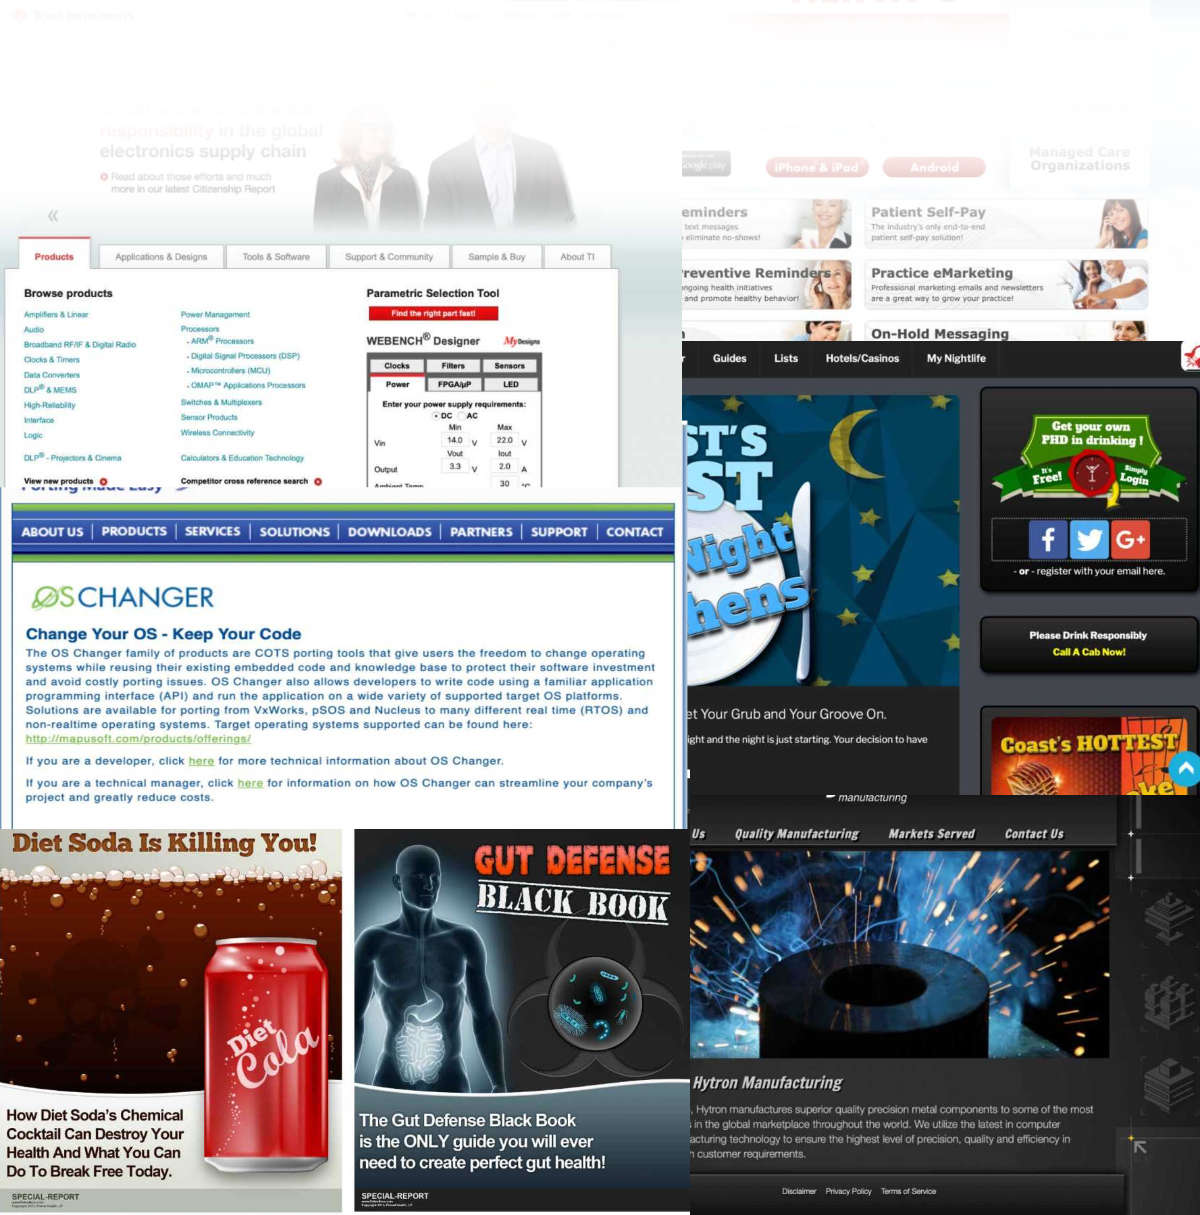 responsibility in the global
electronics supply chain
Read about those efforts and much
more in our latest Citizenship Report
«
Products
Applications & Designs
Tools & Software
Support & Community
Sample & Buy
About TI
Browse products
Amplifiers & Linear
Audio
Broadband RF/IF & Digital Radio
Clocks & Timers
Data Converters
DLP® & MEMS
High-Reliability
Interface
Logic
DLP® - Projectors & Cinema
View new products
Power Management
Processors
- ARM® Processors
- Digital Signal Processors (DSP)
- Microcontrollers (MCU)
- OMAP™ Applications Processors
Switches & Multiplexers
Sensor Products
Wireless Connectivity
Calculators & Education Technology
Competitor cross reference search
Parametric Selection Tool
Find the right part fast!
WEBENCH® Designer
My Designs
Clocks Filters Sensors
Power FPGA/µP LED
Enter your power supply requirements:
DC AC
Min Max
Vin 14.0 V 22.0 V
Vout Iout
Output 3.3 V 2.0 A
Ambient Temp 30 °C
iPhone & iPad
Android
Managed Care
Organizations
eminders
text messages
eliminate no-shows!
Patient Self-Pay
The industry's only end-to-end
patient self-pay solution!
reventive Reminders
ongoing health initiatives
and promote healthy behavior!
Practice eMarketing
Professional marketing emails and newsletters
are a great way to grow your practice!
On-Hold Messaging
Guides
Lists
Hotels/Casinos
My Nightlife
ST'S
ST
Night
hens
Get your own
PHD in drinking !
It's
Free!
Simply
Login
f
G+
- or - register with your email here.
Please Drink Responsibly
Call A Cab Now!
et Your Grub and Your Groove On.
ight and the night is just starting. Your decision to have
Coast's HOTTEST
oke
Porting Made Easy
ABOUT US
PRODUCTS
SERVICES
SOLUTIONS
DOWNLOADS
PARTNERS
SUPPORT
CONTACT
OS CHANGER
Change Your OS - Keep Your Code
The OS Changer family of products are COTS porting tools that give users the freedom to change operating
systems while reusing their existing embedded code and knowledge base to protect their software investment
and avoid costly porting issues. OS Changer also allows developers to write code using a familiar application
programming interface (API) and run the application on a wide variety of supported target OS platforms.
Solutions are available for porting from VxWorks, pSOS and Nucleus to many different real time (RTOS) and
non-realtime operating systems. Target operating systems supported can be found here:
http://mapusoft.com/products/offerings/
If you are a developer, click here for more technical information about OS Changer.
If you are a technical manager, click here for information on how OS Changer can streamline your company's
project and greatly reduce costs.
Diet Soda Is Killing You!
Diet
Cola
How Diet Soda's Chemical
Cocktail Can Destroy Your
Health And What You Can
Do To Break Free Today.
SPECIAL-REPORT
GUT DEFENSE
BLACK BOOK
The Gut Defense Black Book
is the ONLY guide you will ever
need to create perfect gut health!
SPECIAL-REPORT
manufacturing
Us
Quality Manufacturing
Markets Served
Contact Us
Hytron Manufacturing
, Hytron manufactures superior quality precision metal components to some of the most
in the global marketplace throughout the world. We utilize the latest in computer
acturing technology to ensure the highest level of precision, quality and efficiency in
customer requirements.
Disclaimer
Privacy Policy
Terms of Service